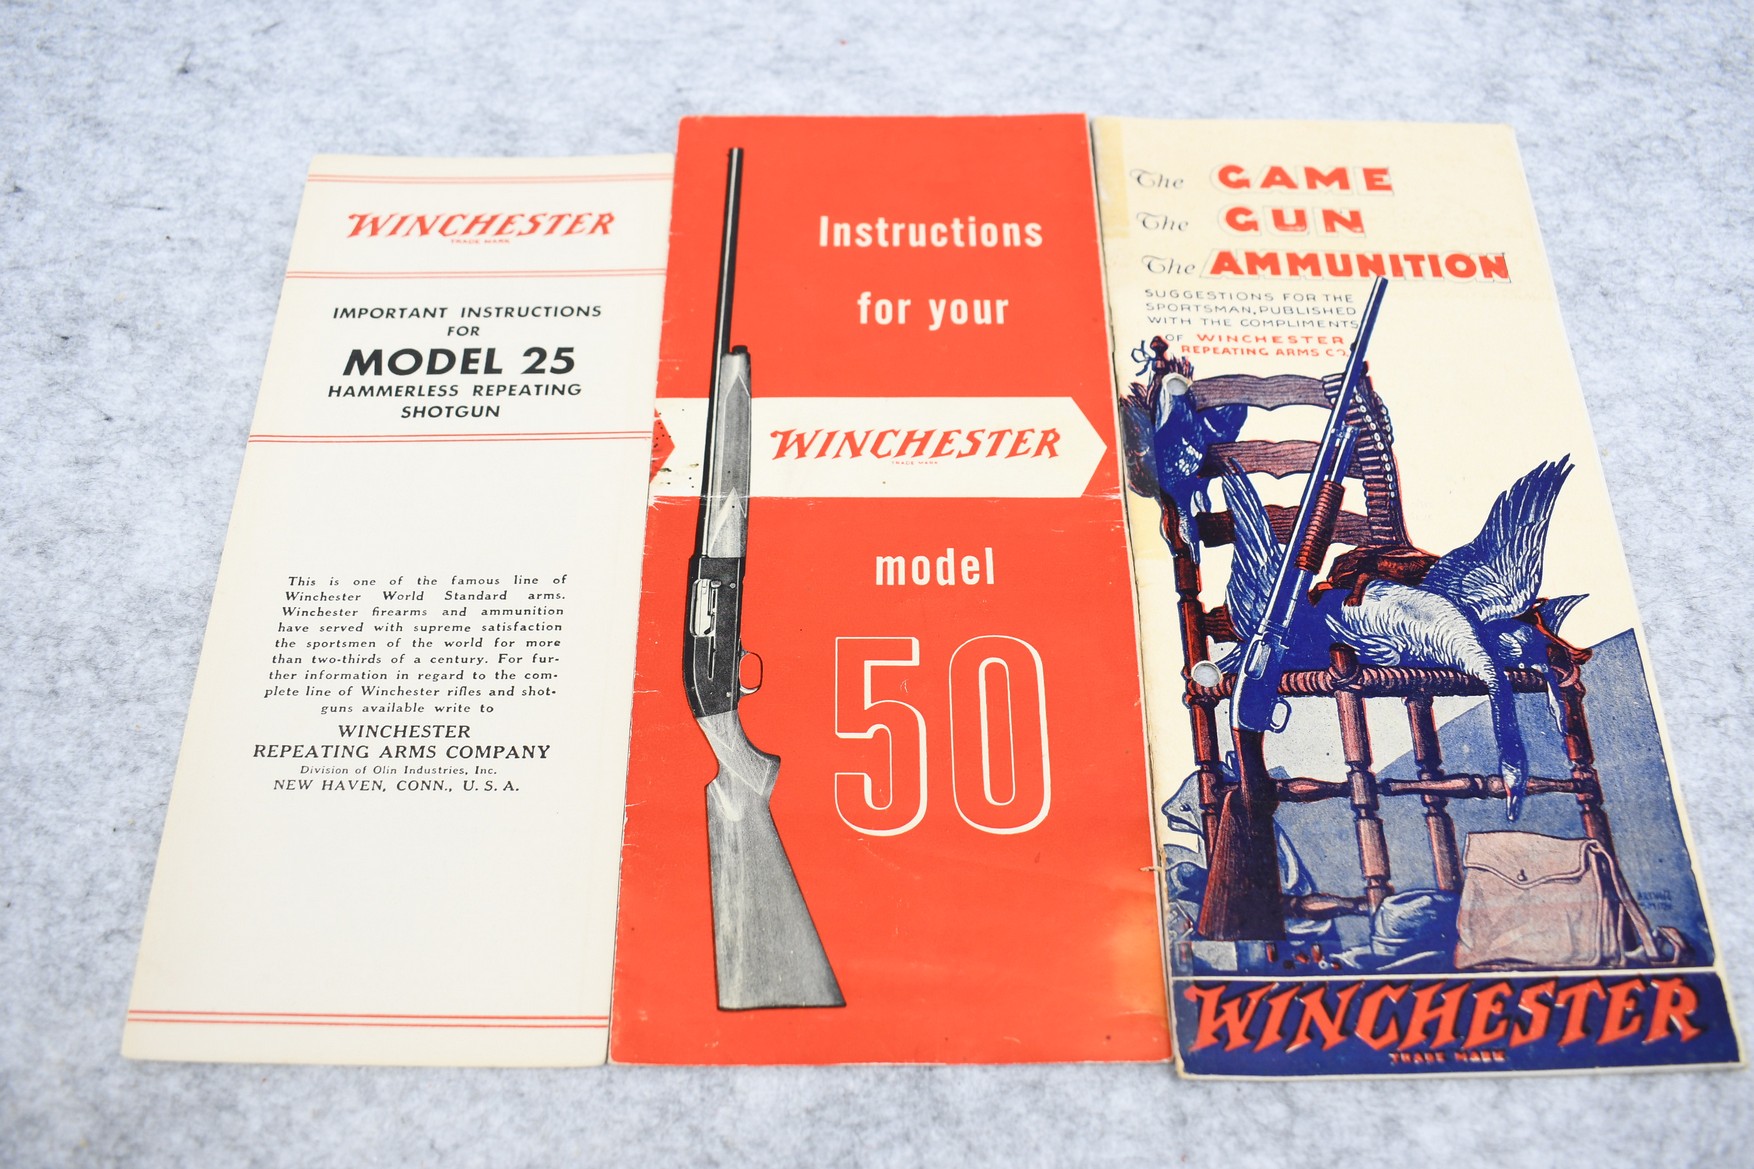 WINCHESTER
TRADE MARK
IMPORTANT INSTRUCTIONS
FOR
MODEL 25
HAMMERLESS REPEATING
SHOTGUN
This is one of the famous line of
Winchester World Standard arms.
Winchester firearms and ammunition
have served with supreme satisfaction
the sportsmen of the world for more
than two-thirds of a century. For fur-
ther information in regard to the com-
plete line of Winchester rifles and shot-
guns available write to
WINCHESTER
REPEATING ARMS COMPANY
Division of Olin Industries, Inc.
NEW HAVEN, CONN., U. S. A.
Instructions
for your
WINCHESTER
TRADE MARK
model
50
The GAME
The GUN
The AMMUNITION
SUGGESTIONS FOR THE
SPORTSMAN, PUBLISHED
WITH THE COMPLIMENTS
OF WINCHESTER
REPEATING ARMS CO.
WINCHESTER
TRADE MARK